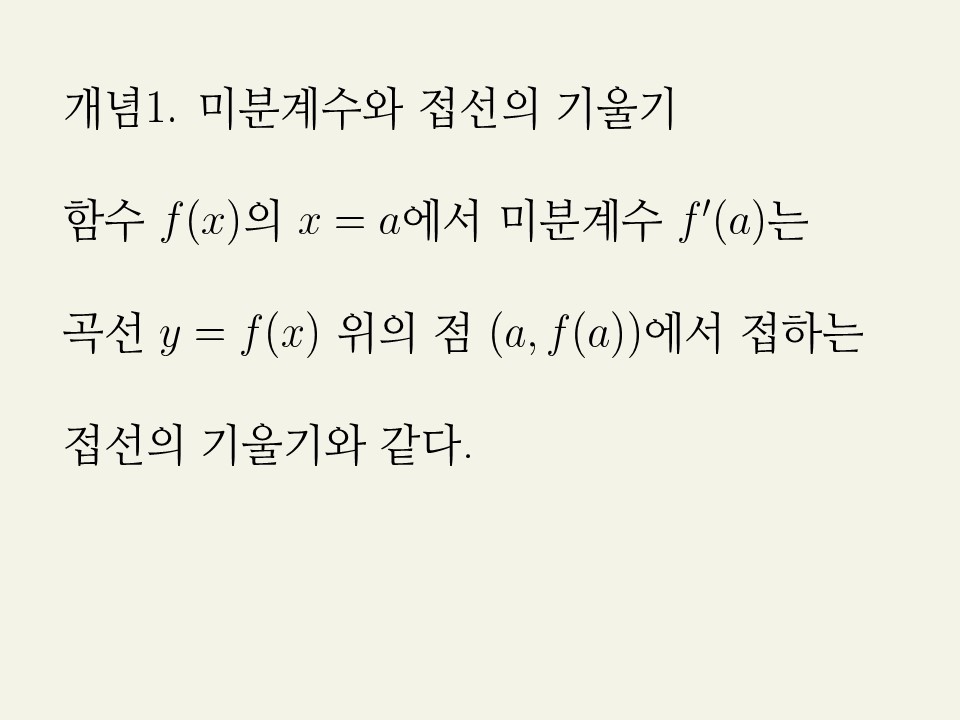 개념1. 미분계수와 접선의 기울기
함수 f(x)의 x = a에서 미분계수 f′(a)는
곡선 y = f(x) 위의 점 (a, f(a))에서 접하는
접선의 기울기와 같다.